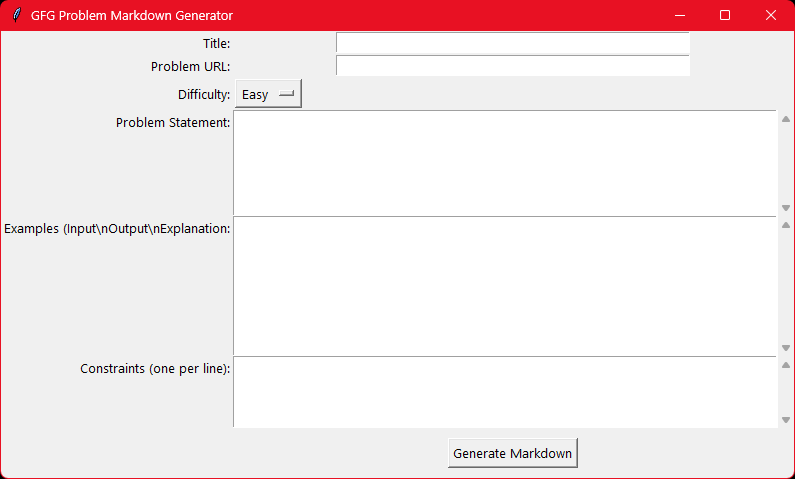 GFG Problem Markdown Generator
Title:
Problem URL:
Difficulty: Easy
Problem Statement:
Examples (Input\nOutput\nExplanation:
Constraints (one per line):
Generate Markdown